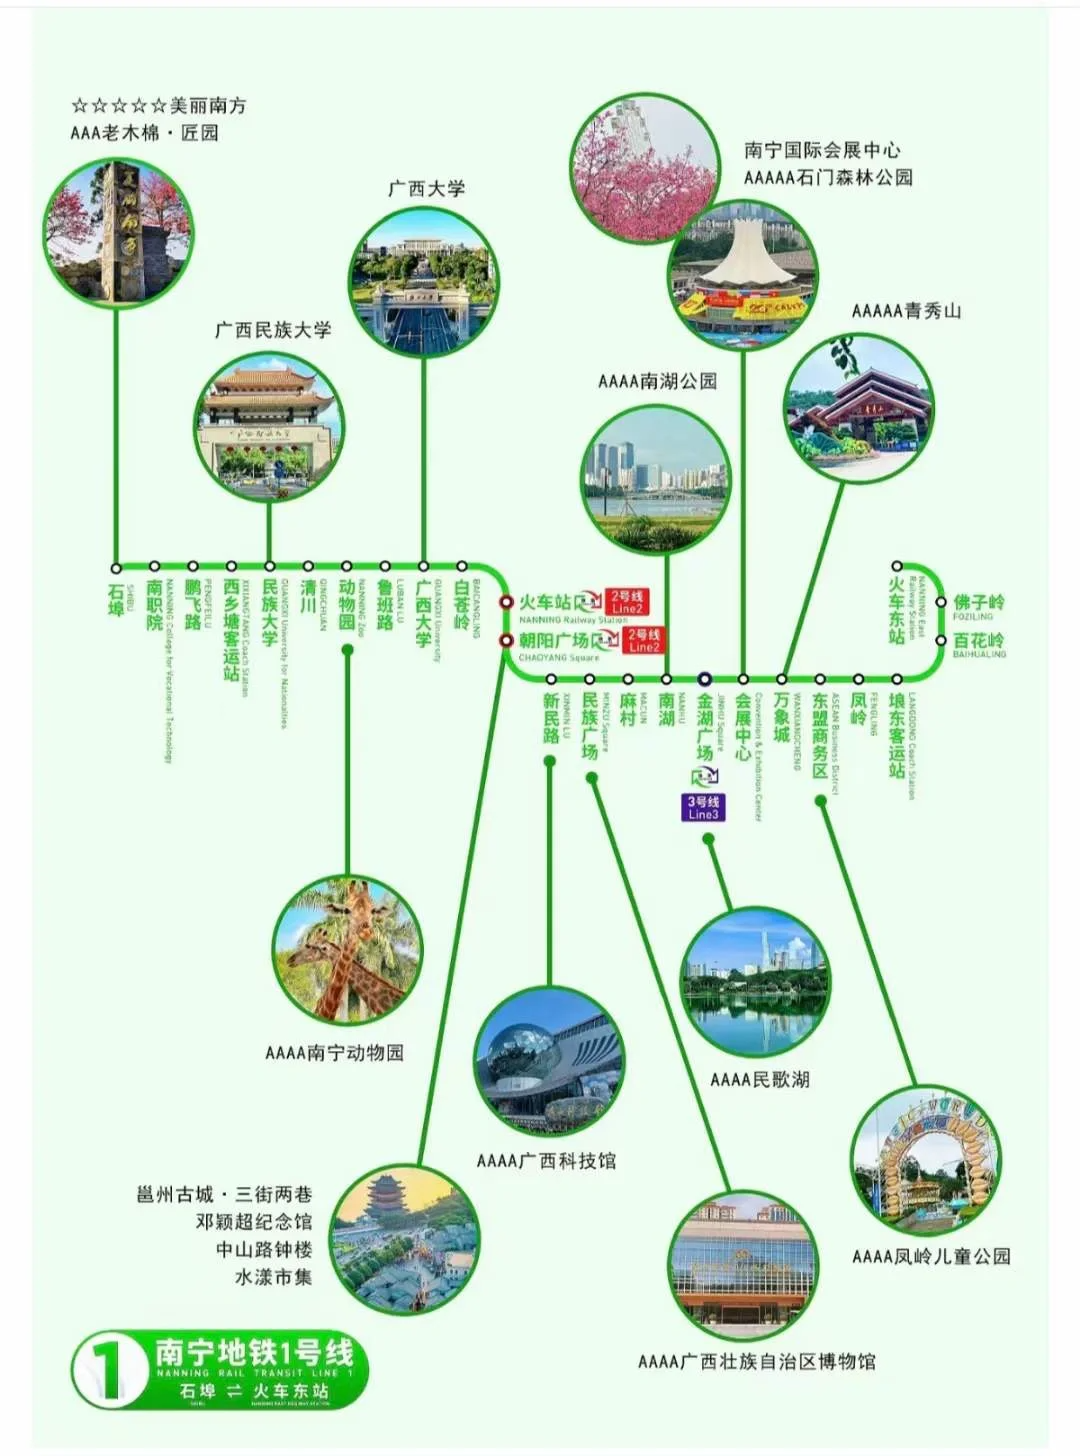 ☆☆☆☆☆美丽南方
AAA老木棉·匠园
广西大学
南宁国际会展中心
AAAAA石门森林公园
广西民族大学
AAAAA青秀山
AAAA南湖公园
石埠
SHIBU
南职院
NANNING College for Vocational Technology
鹏飞路
PENGFEILU
西乡塘客运站
XIXIANGTANG Coach Station
民族大学
GUANGXI University for Nationalities
清川
QINGCHUAN
动物园
NANNING Zoo
鲁班路
LUBAN LU
广西大学
GUANGXI University
白苍岭
BAICANGLING
火车站
NANNING Railway Station
2号线
Line2
朝阳广场
CHAOYANG Square
2号线
Line2
新民路
XINMIN LU
民族广场
MINZU Square
麻村
MACUN
南湖
NANHU
金湖广场
JINHU Square
3号线
Line3
会展中心
Convention & Exhibition Center
万象城
WANXIANGCHENG
东盟商务区
ASEAN Business District
凤岭
FENGLING
埌东客运站
LANGDONG Coach Station
百花岭
BAIHUALING
佛子岭
FOZILING
火车东站
NANNING East
Railway Station
AAAA南宁动物园
AAAA广西科技馆
AAAA民歌湖
AAAA凤岭儿童公园
邕州古城·三街两巷
邓颖超纪念馆
中山路钟楼
水漾市集
AAAA广西壮族自治区博物馆
1
南宁地铁1号线
NANNING RAIL TRANSIT LINE 1
石埠 ⇌ 火车东站